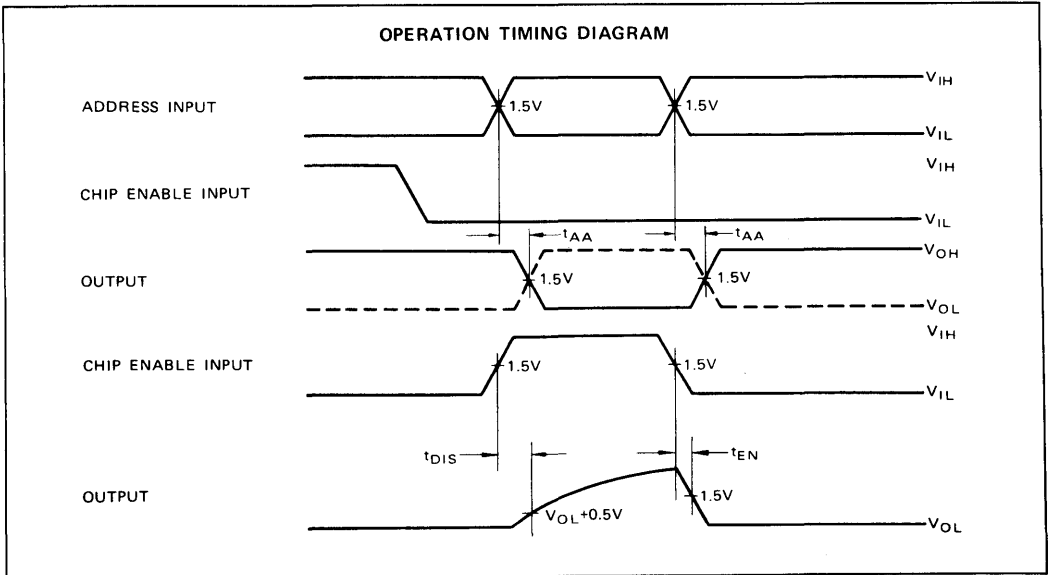 OPERATION TIMING DIAGRAM
ADDRESS INPUT
1.5V
1.5V
VIH
VIL
CHIP ENABLE INPUT
VIH
VIL
tAA
tAA
OUTPUT
1.5V
1.5V
VOH
VOL
CHIP ENABLE INPUT
1.5V
1.5V
VIH
VIL
tDIS
tEN
OUTPUT
VOL+0.5V
1.5V
VOL